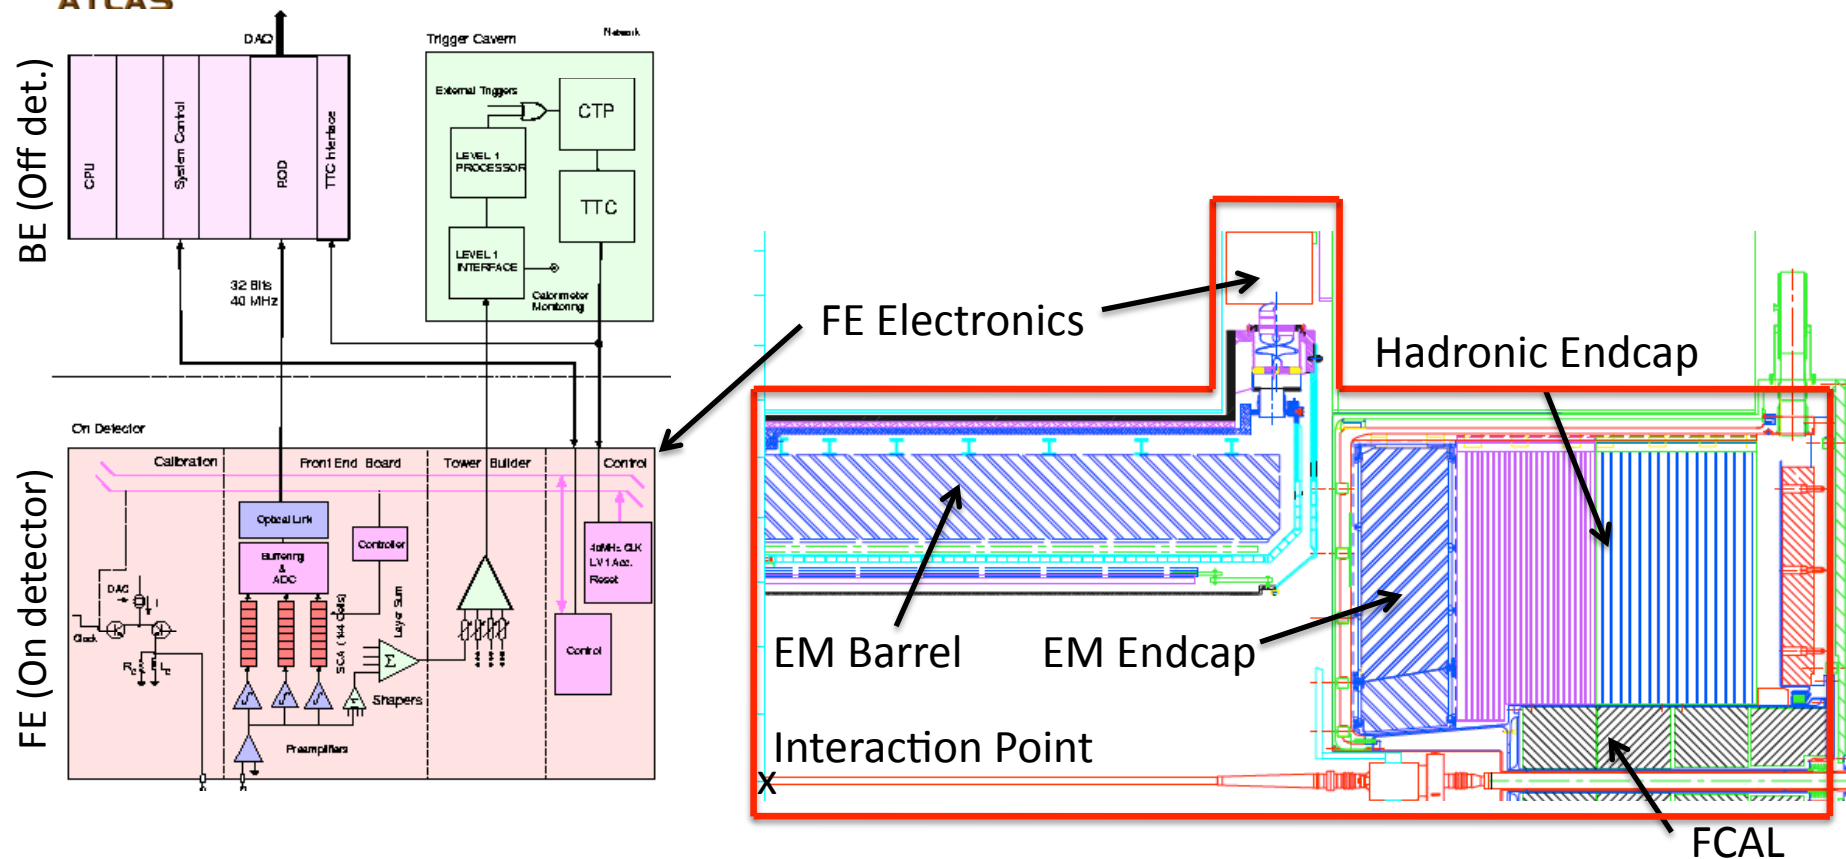 ATLAS
BE (Off det.)
DAQ
CPU
System Control
ROD
TTC Interface
32 Bits
40 MHz
Trigger Cavern
Network
External Triggers
CTP
LEVEL 1
PROCESSOR
TTC
LEVEL 1
INTERFACE
Calorimeter
Monitoring
FE (On detector)
On Detector
Calibration
Front End Board
Tower Builder
Control
Optical Link
Buffering
&
ADC
Controller
40MHz CLK
LV1 Acc.
Reset
DAC
I
Clock
SCA (144 Cells)
Layer Sum
Σ
Shapers
Σ
Control
Preamplifiers
FE Electronics
Hadronic Endcap
EM Barrel
EM Endcap
Interaction Point
X
FCAL